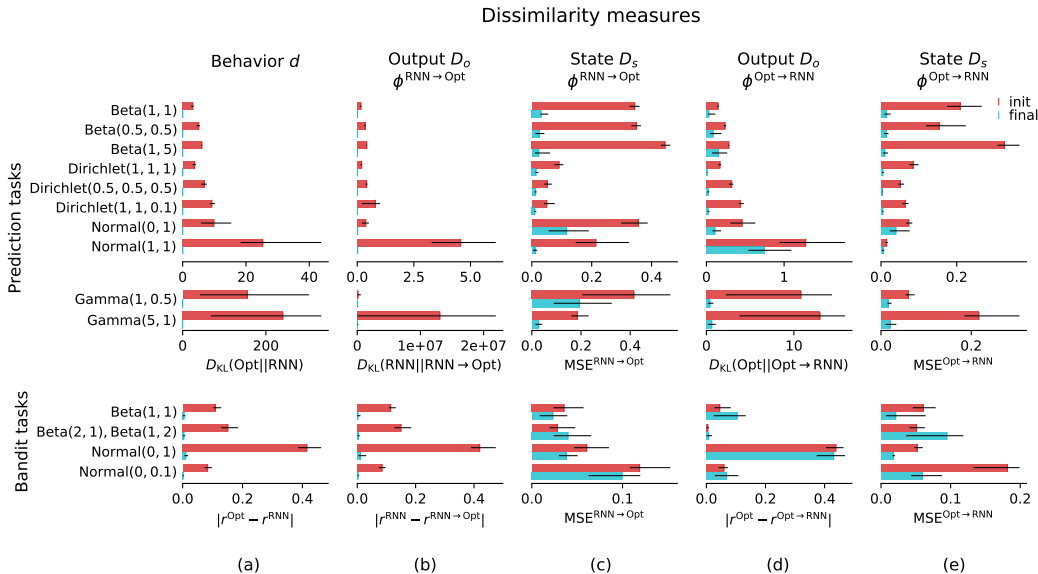 Dissimilarity measures
Behavior d
Output D_o
ϕ^RNN→Opt
State D_s
ϕ^RNN→Opt
Output D_o
ϕ^Opt→RNN
State D_s
ϕ^Opt→RNN
init
final
Prediction tasks
Beta(1, 1)
Beta(0.5, 0.5)
Beta(1, 5)
Dirichlet(1, 1, 1)
Dirichlet(0.5, 0.5, 0.5)
Dirichlet(1, 1, 0.1)
Normal(0, 1)
Normal(1, 1)
0 20 40
0.0 2.5 5.0
0.0 0.2 0.4
0 1
0.0 0.2
Gamma(1, 0.5)
Gamma(5, 1)
200
0 1e+07 2e+07
0.0 0.2 0.4
10
0.0 0.2
D_KL(Opt||RNN)
D_KL(RNN||RNN→Opt)
MSE^RNN→Opt
D_KL(Opt||Opt→RNN)
MSE^Opt→RNN
Bandit tasks
Beta(1, 1)
Beta(2, 1), Beta(1, 2)
Normal(0, 1)
Normal(0, 0.1)
0.0 0.2 0.4
0.0 0.2 0.4
0.0 0.1
0.0 0.2 0.4
0.0 0.1 0.2
|r^Opt − r^RNN|
|r^RNN − r^RNN→Opt|
MSE^RNN→Opt
|r^Opt − r^Opt→RNN|
MSE^Opt→RNN
(a)
(b)
(c)
(d)
(e)